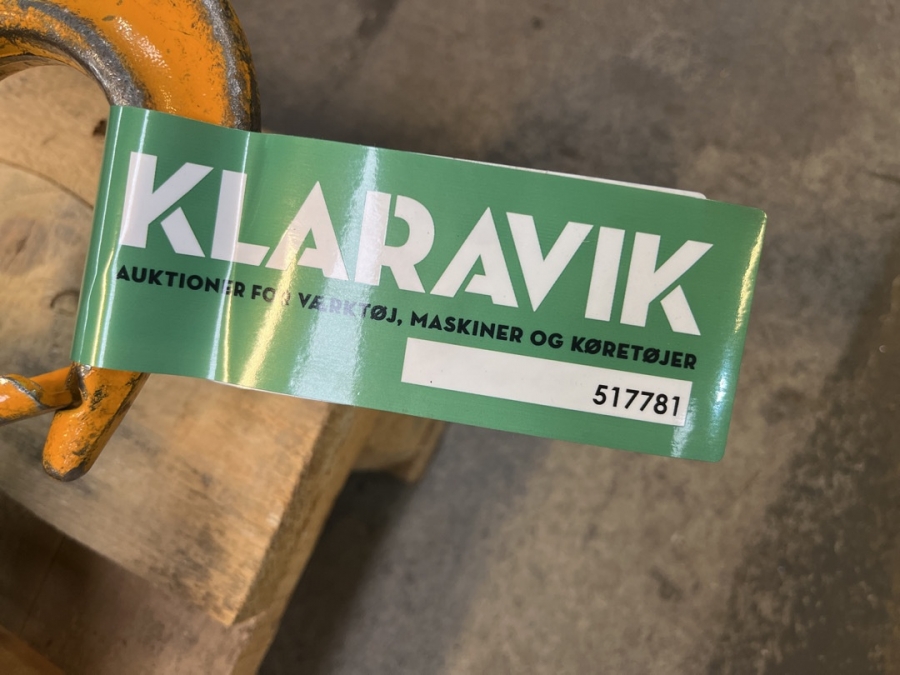 KLARAVIK
AUKTIONER FOR VÆRKTØJ, MASKINER OG KØRETØJER
517781